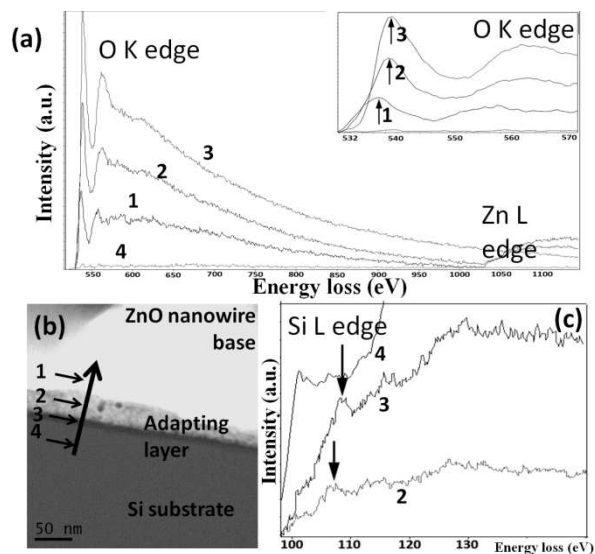 (a)
O K edge
O K edge
3
2
1
532 540 550 560 570
Intensity (a.u.)
3
2
1
4
Zn L
edge
550 600 650 700 750 800 850 900 950 1000 1100
Energy loss (eV)
(b)
ZnO nanowire
base
1
2
3
4
Adapting
layer
Si substrate
50 nm
(c)
Si L edge
4
3
2
Intensity (a.u.)
100 110 120 130 Energy loss (eV)